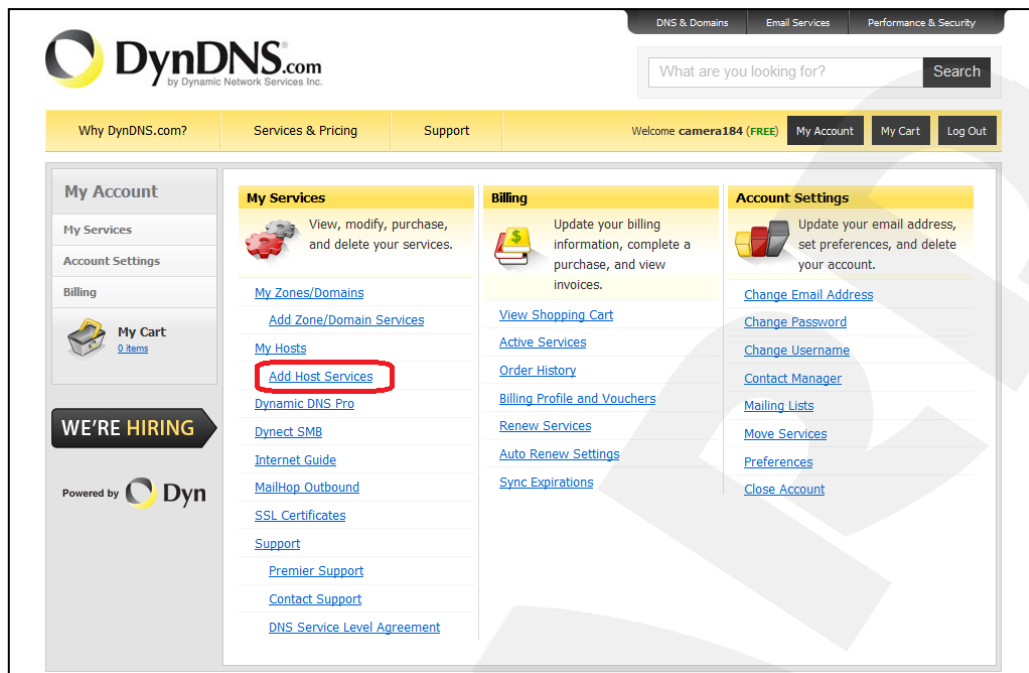 DNS & Domains Email Services Performance & Security
DynDNS.com
by Dynamic Network Services Inc.
What are you looking for? Search
Why DynDNS.com? Services & Pricing Support Welcome camera184 (FREE) My Account My Cart Log Out
My Account
My Services
Account Settings
Billing
My Cart
0 items
WE'RE HIRING
Powered by Dyn
My Services
View, modify, purchase,
and delete your services.
My Zones/Domains
Add Zone/Domain Services
My Hosts
Add Host Services
Dynamic DNS Pro
Dynect SMB
Internet Guide
MailHop Outbound
SSL Certificates
Support
Premier Support
Contact Support
DNS Service Level Agreement
Billing
Update your billing
information, complete a
purchase, and view
invoices.
View Shopping Cart
Active Services
Order History
Billing Profile and Vouchers
Renew Services
Auto Renew Settings
Sync Expirations
Account Settings
Update your email address,
set preferences, and delete
your account.
Change Email Address
Change Password
Change Username
Contact Manager
Mailing Lists
Move Services
Preferences
Close Account